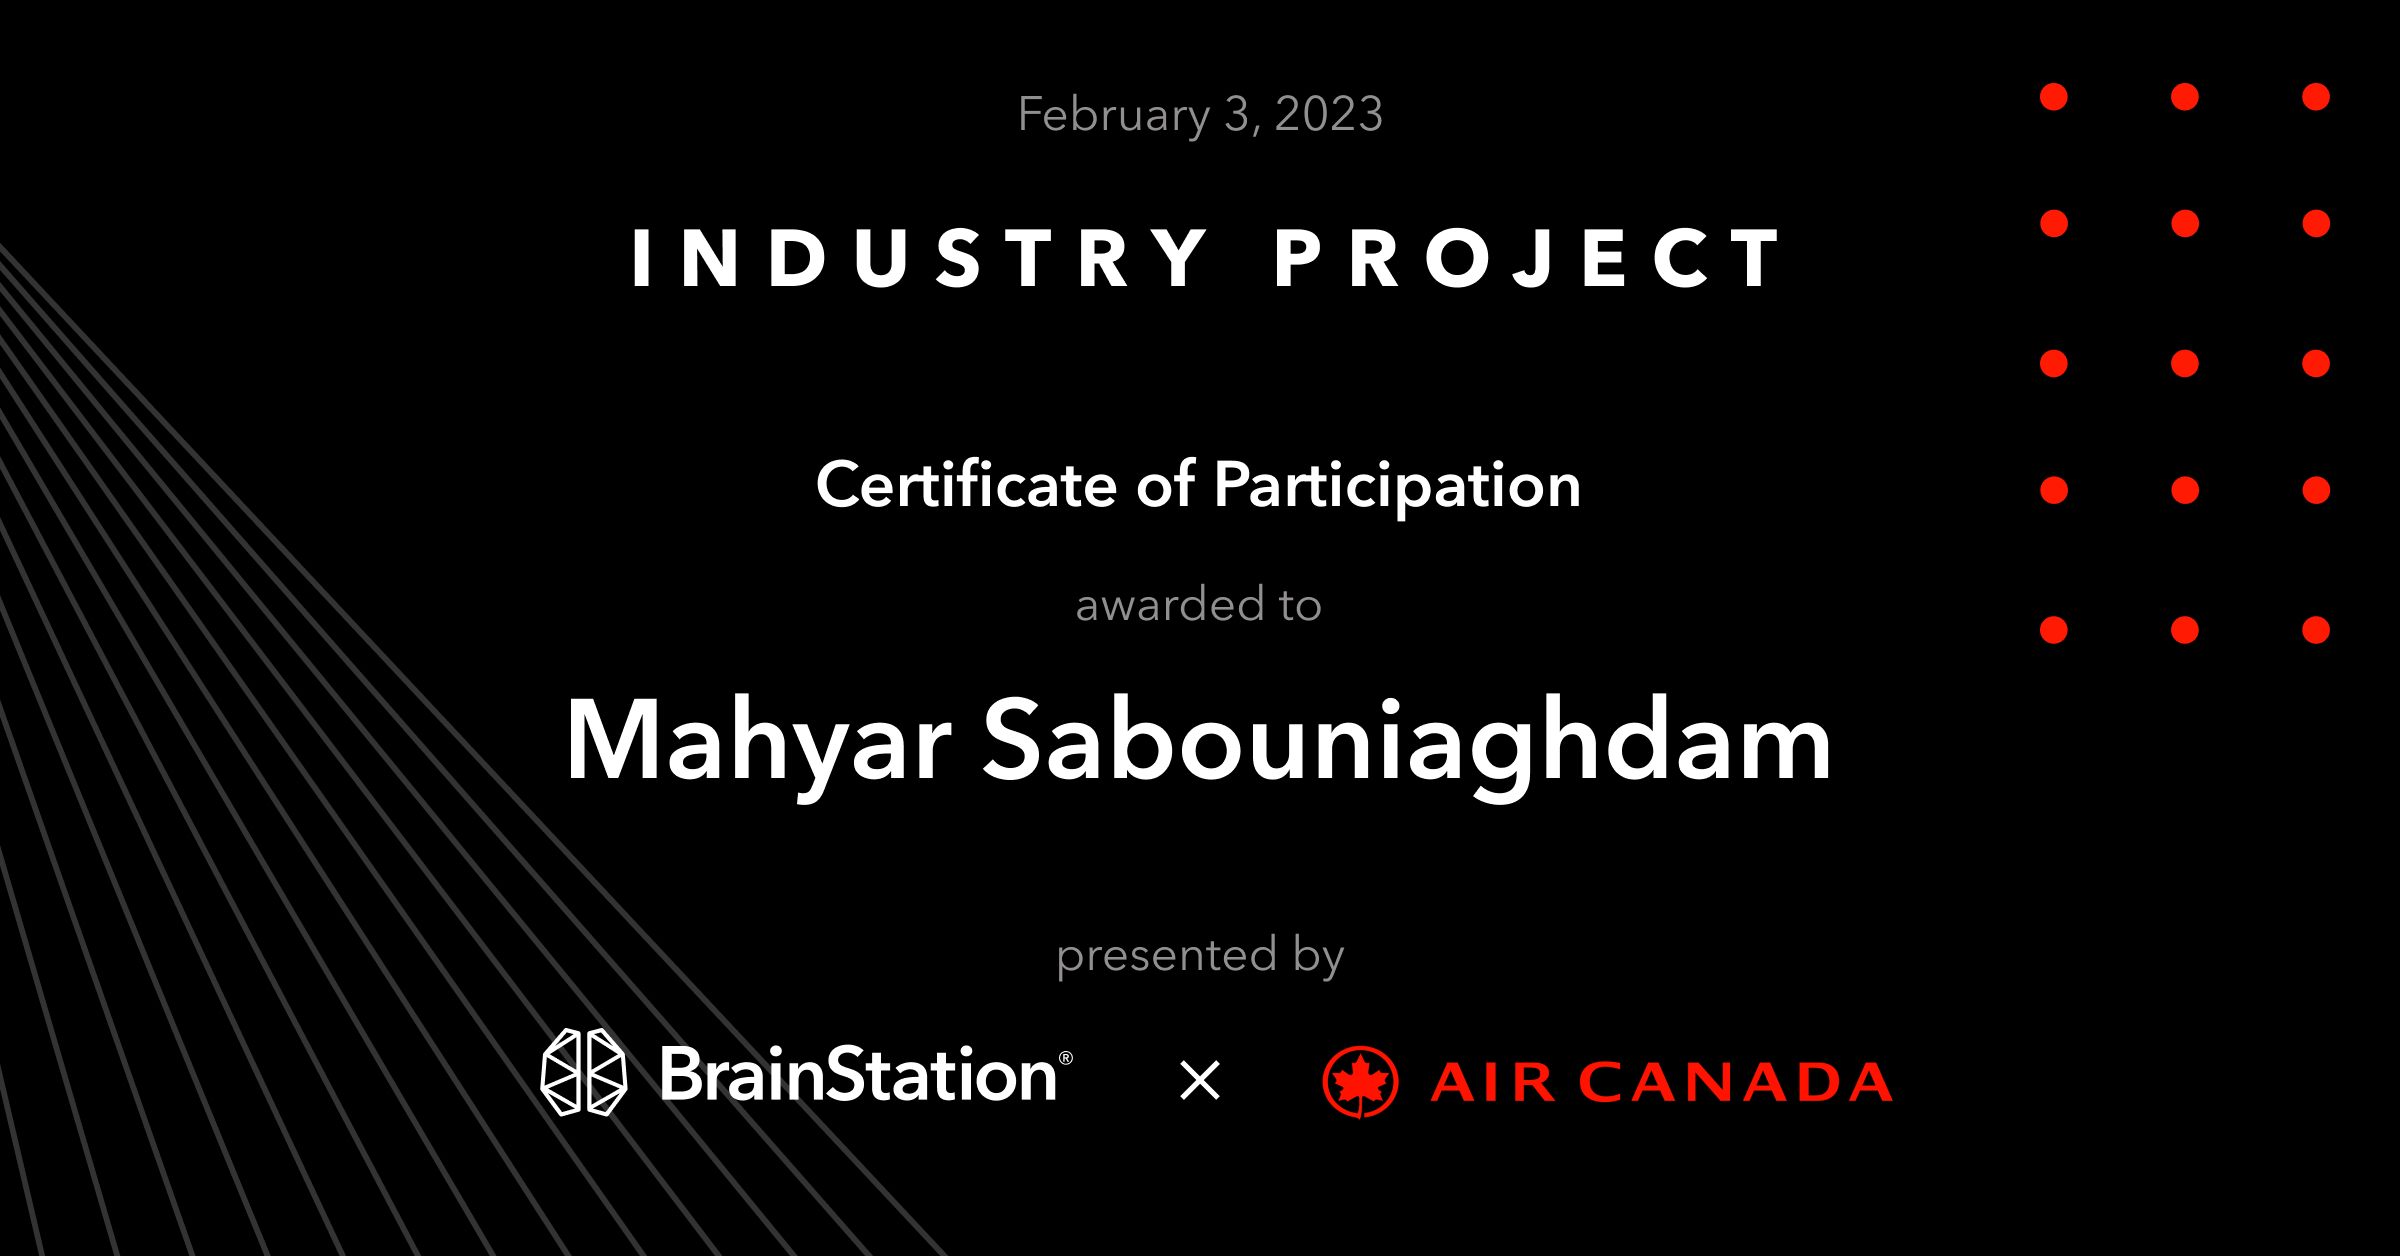 February 3, 2023
INDUSTRY PROJECT
Certificate of Participation
awarded to
Mahyar Sabouniaghdam
presented by
BrainStation® × AIR CANADA